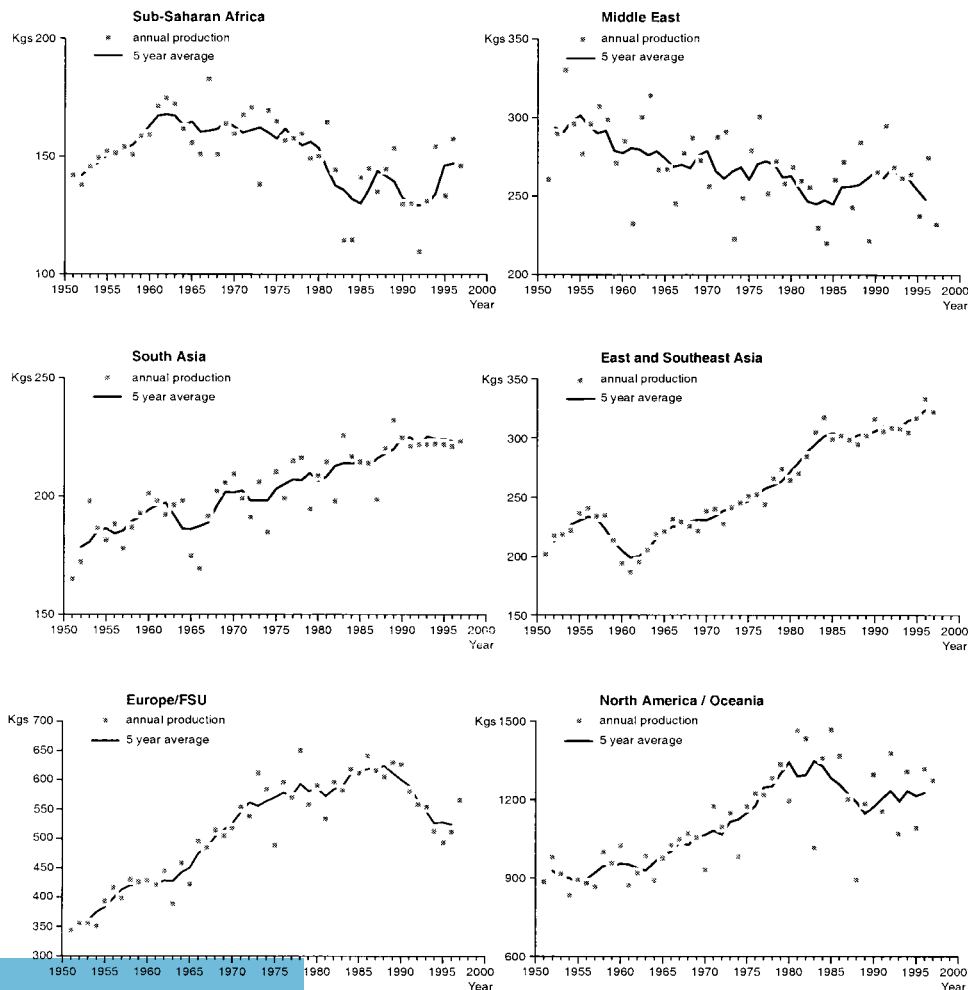 Sub-Saharan Africa
Kgs 200
annual production
5 year average
150
100
1950 1955 1960 1965 1970 1975 1980 1985 1990 1995 2000
Year
Middle East
Kgs 350
annual production
5 year average
300
250
200
1950 1955 1960 1965 1970 1975 1980 1985 1990 1995 2000
Year
South Asia
Kgs 250
annual production
5 year average
200
150
1950 1955 1960 1965 1970 1975 1980 1985 1990 1995 2000
Year
East and Southeast Asia
Kgs 350
annual production
5 year average
300
250
200
150
1950 1955 1960 1965 1970 1975 1980 1985 1990 1995 2000
Year
Europe/FSU
Kgs 700
annual production
650
5 year average
600
550
500
450
400
350
300
1950 1955 1960 1965 1970 1975 1980 1985 1990 1995 2000
Year
North America / Oceania
Kgs 1500
annual production
5 year average
1200
900
600
1950 1955 1960 1965 1970 1975 1980 1985 1990 1995 2000
Year